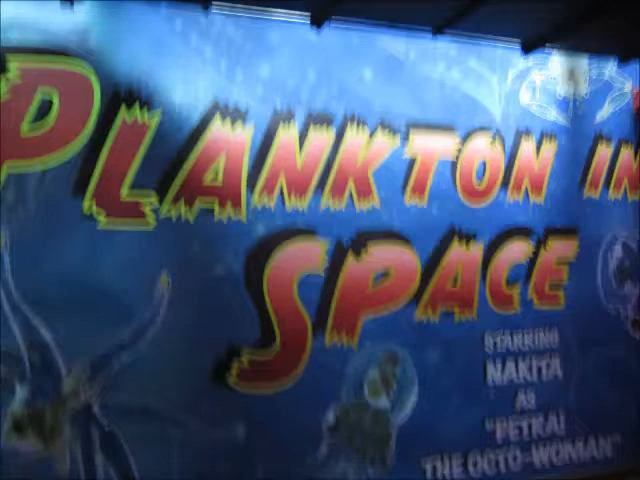 PLANKTON IN
SPACE
STARRING
NAKITA
AS
"PETRA!
THE OCTO-WOMAN"